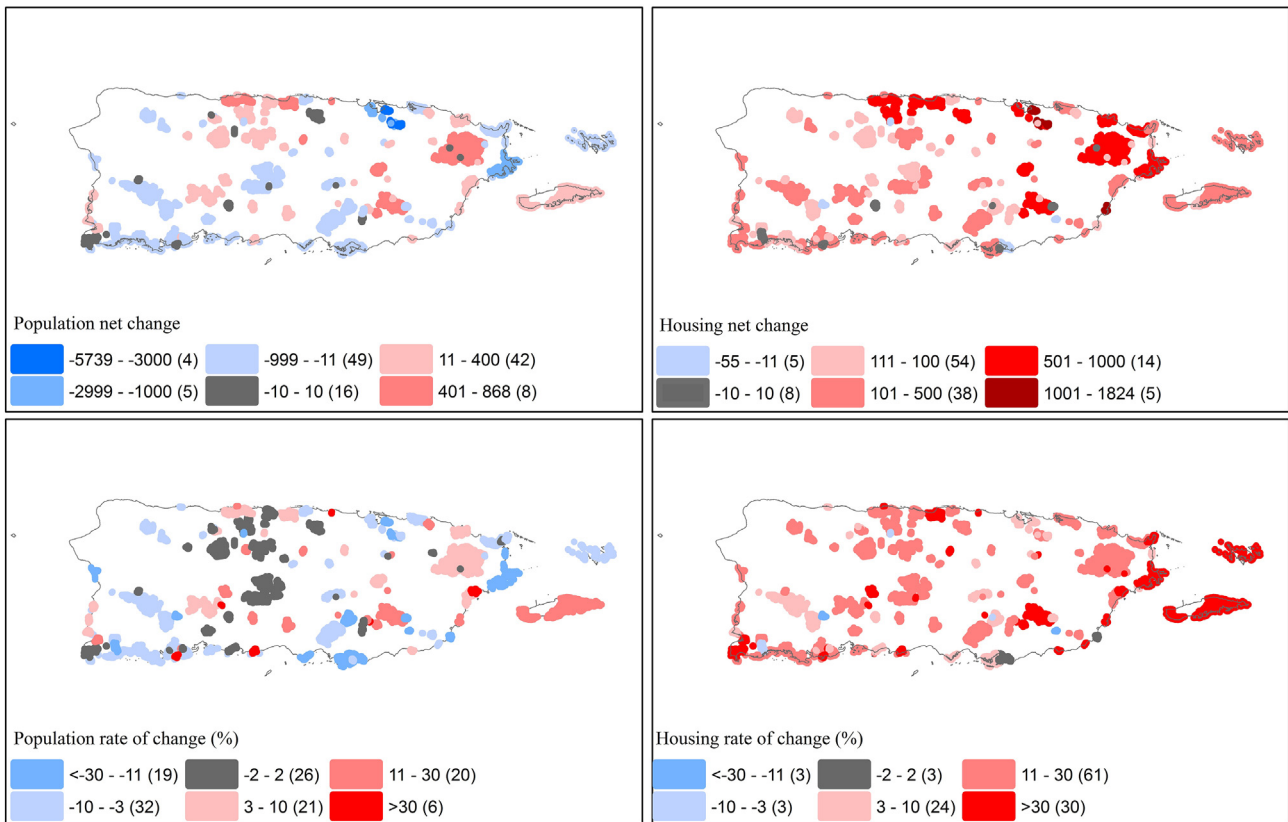 Population net change
-5739 - -3000 (4) -999 - -11 (49) 11 - 400 (42)
-2999 - -1000 (5) -10 - 10 (16) 401 - 868 (8)
Housing net change
-55 - -11 (5) 111 - 100 (54) 501 - 1000 (14)
-10 - 10 (8) 101 - 500 (38) 1001 - 1824 (5)
Population rate of change (%)
<-30 - -11 (19) -2 - 2 (26) 11 - 30 (20)
-10 - -3 (32) 3 - 10 (21) >30 (6)
Housing rate of change (%)
<-30 - -11 (3) -2 - 2 (3) 11 - 30 (61)
-10 - -3 (3) 3 - 10 (24) >30 (30)